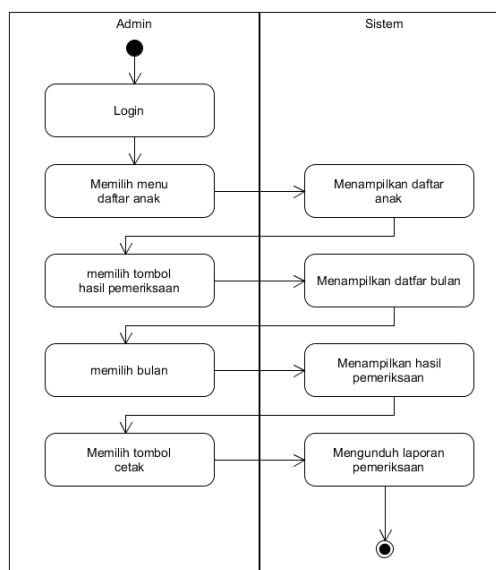 Admin
Sistem
Login
Memilih menu
daftar anak
Menampilkan daftar
anak
memilih tombol
hasil pemeriksaan
Menampilkan datfar bulan
memilih bulan
Menampilkan hasil
pemeriksaan
Memilih tombol
cetak
Mengunduh laporan
pemeriksaan